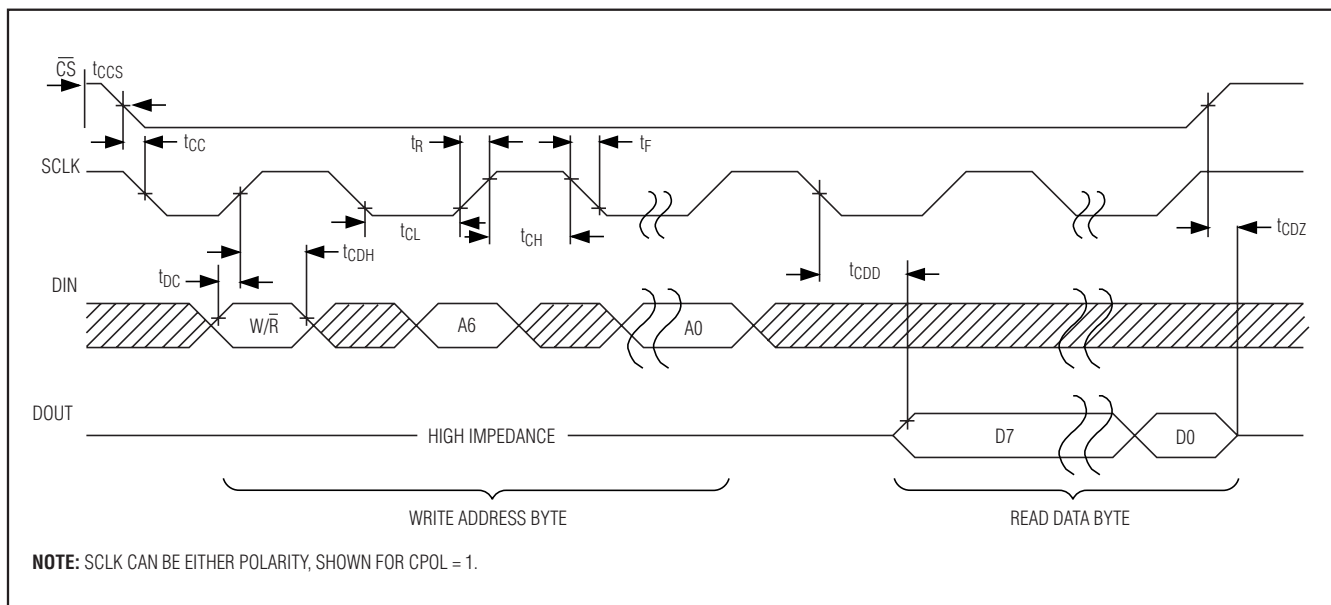 CS tCCS
tCC
tR
tF
SCLK
tCL
tCH
tCDZ
tDC
tCDH
tCDD
DIN
W/R
A6
A0
DOUT
HIGH IMPEDANCE
D7
D0
WRITE ADDRESS BYTE
READ DATA BYTE
NOTE: SCLK CAN BE EITHER POLARITY, SHOWN FOR CPOL = 1.